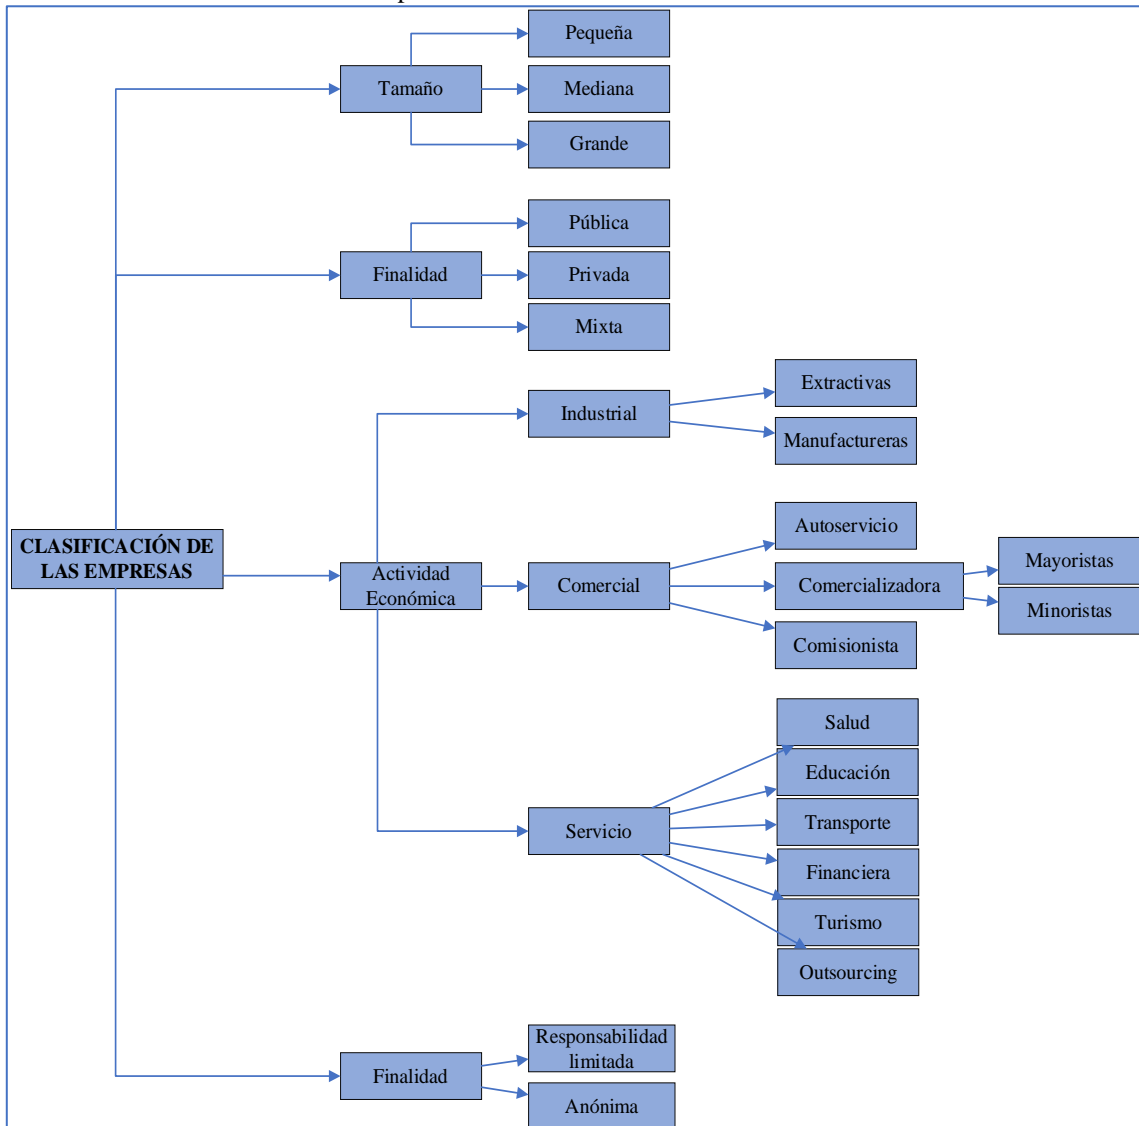 Pequeña
Tamaño
Mediana
Grande
Pública
Finalidad
Privada
Mixta
Extractivas
Industrial
Manufactureras
Autoservicio
CLASIFICACIÓN DE
LAS EMPRESAS
Actividad
Económica
Comercial
Comercializadora
Mayoristas
Minoristas
Comisionista
Salud
Educación
Servicio
Transporte
Financiera
Turismo
Outsourcing
Responsabilidad
limitada
Finalidad
Anónima